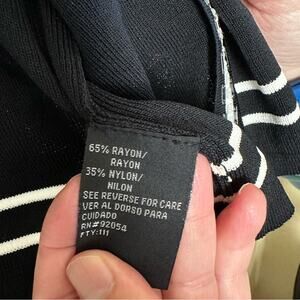 65% RAYON/
RAYON
35% NYLON/
NILON
SEE REVERSE FOR CARE
VER AL DORSO PARA
CUIDADO
RN#92054
FTY:111